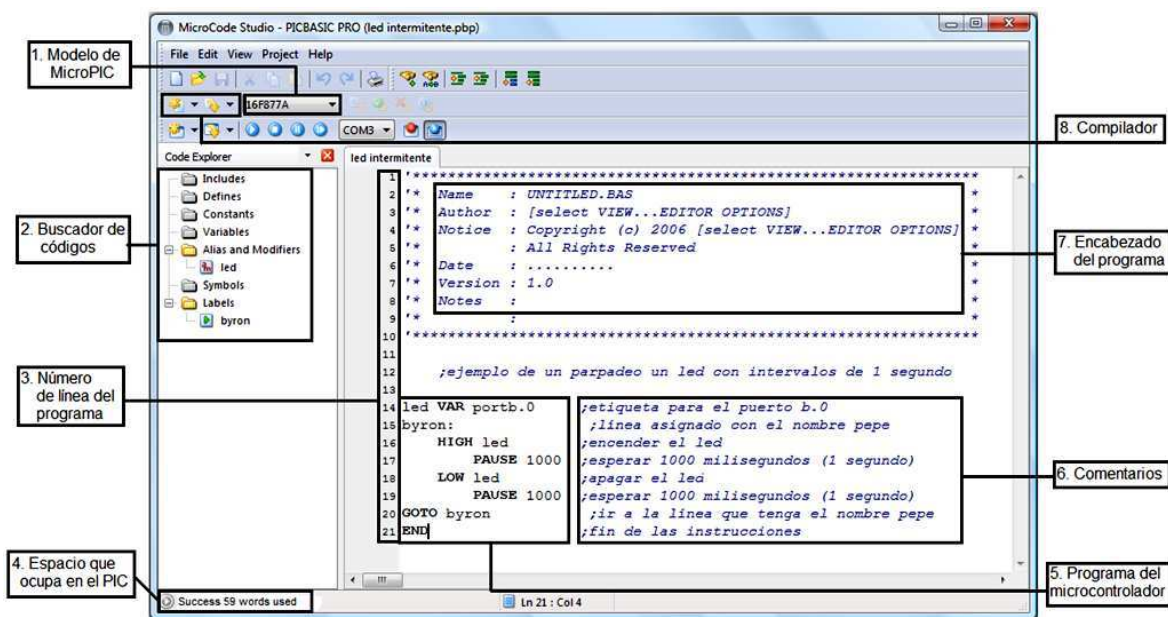 MicroCode Studio - PICBASIC PRO (led intermitente.pbp)
File Edit View Project Help
1. Modelo de
MicroPIC
16F877A
COM3
8. Compilador
Code Explorer
Includes
Defines
Constants
Variables
Alias and Modifiers
led
Symbols
Labels
byron
2. Buscador de
códigos
3. Número
de línea del
programa
4. Espacio que
ocupa en el PIC
led intermitente
1 '****************************************************************
2 '*  Name    : UNTITLED.BAS                                      *
3 '*  Author  : [select VIEW...EDITOR OPTIONS]                    *
4 '*  Notice  : Copyright (c) 2006 [select VIEW...EDITOR OPTIONS] *
5 '*          : All Rights Reserved                               *
6 '*  Date    : ..........                                        *
7 '*  Version : 1.0                                               *
8 '*  Notes   :                                                   *
9 '*          :                                                   *
10 '****************************************************************
11
12 ;ejemplo de un parpadeo un led con intervalos de 1 segundo
13
14 led VAR portb.0 ;etiqueta para el puerto b.0
15 byron: ;linea asignado con el nombre pepe
16 HIGH led ;encender el led
17 PAUSE 1000 ;esperar 1000 milisegundos (1 segundo)
18 LOW led ;apagar el led
19 PAUSE 1000 ;esperar 1000 milisegundos (1 segundo)
20 GOTO byron ;ir a la linea que tenga el nombre pepe
21 END ;fin de las instrucciones
7. Encabezado
del programa
6. Comentarios
5. Programa del
microcontrolador
Success 59 words used
Ln 21 : Col 4